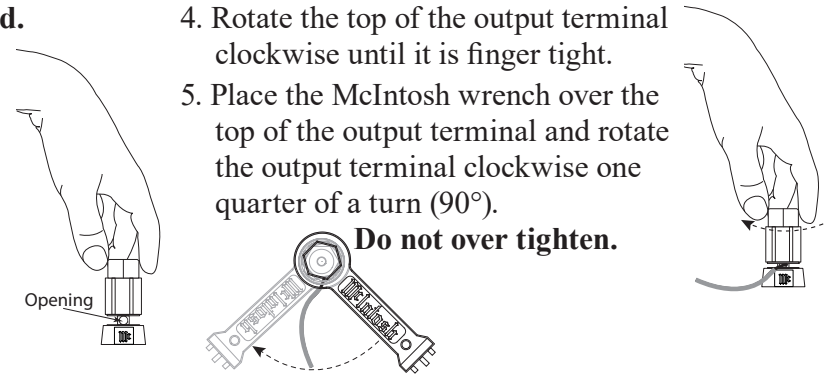 d.
4. Rotate the top of the output terminal
clockwise until it is finger tight.
5. Place the McIntosh wrench over the
top of the output terminal and rotate
the output terminal clockwise one
quarter of a turn (90°).
Do not over tighten.
Opening
McIntosh
McIntosh
Mc
Mc